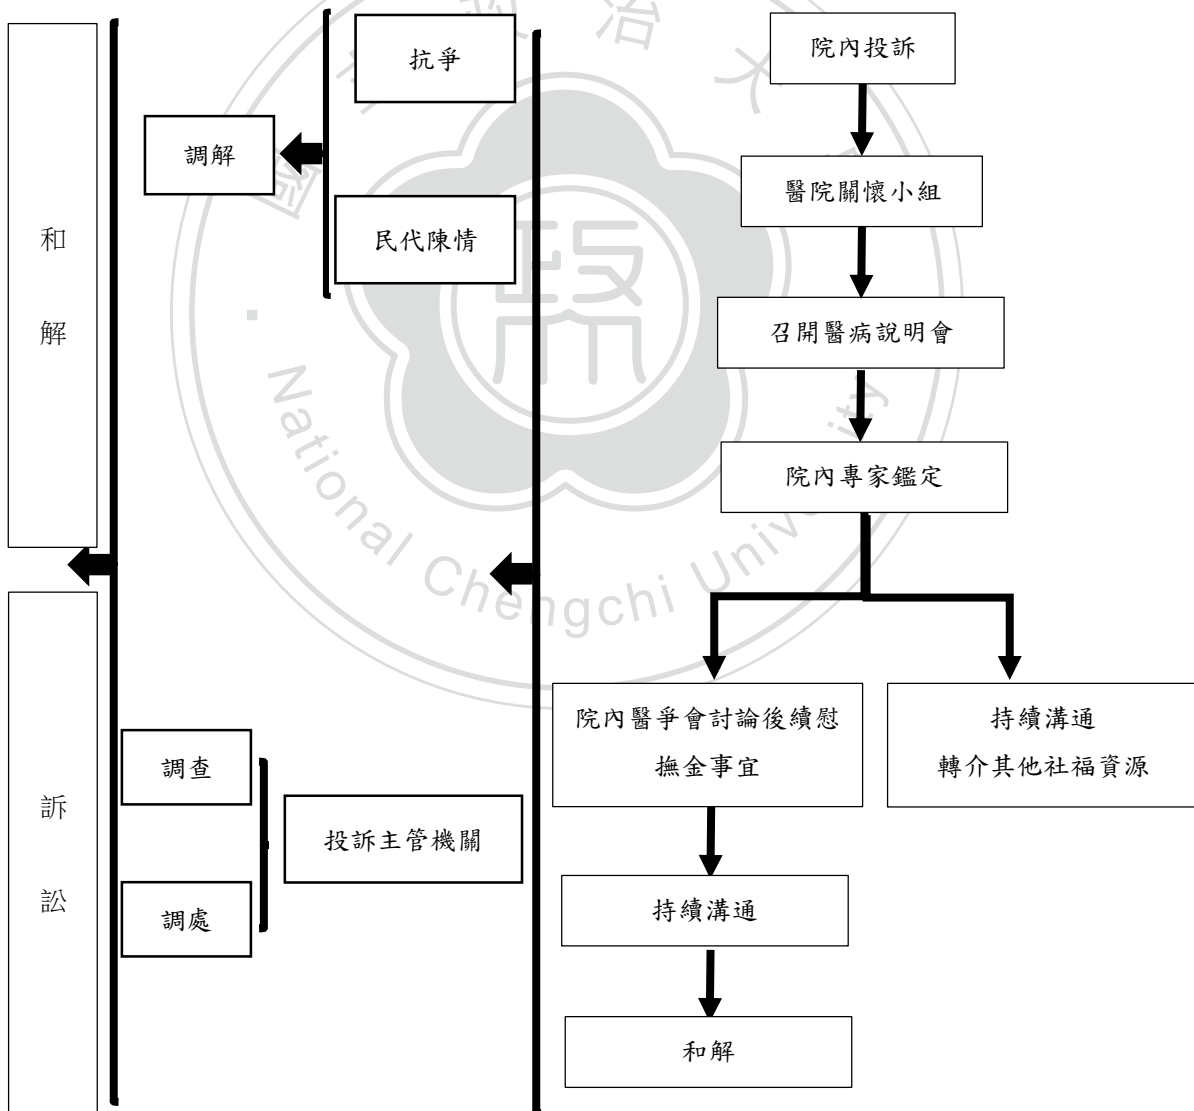 院內投訴
醫院關懷小組
召開醫病說明會
院內專家鑑定
院內醫爭會討論後續慰
撫金事宜
持續溝通
和解
持續溝通
轉介其他社福資源
抗爭
民代陳情
調解
投訴主管機關
調查
調處
和
解
訴
訟
治
大
National Chengchi University
政